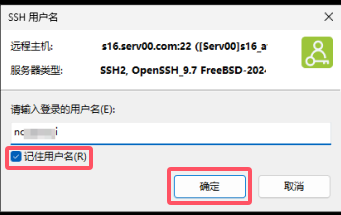 SSH 用户名
远程主机: s16.serv00.com:22 ([Serv00]s16_a
服务器类型: SSH2, OpenSSH_9.7 FreeBSD-202
请输入登录的用户名(E):
记住用户名(R)
确定 取消